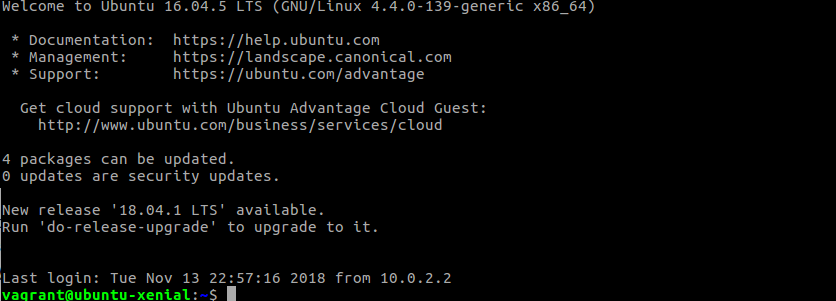 Welcome to Ubuntu 16.04.5 LTS (GNU/Linux 4.4.0-139-generic x86_64)
* Documentation:  https://help.ubuntu.com
* Management:     https://landscape.canonical.com
* Support:        https://ubuntu.com/advantage
Get cloud support with Ubuntu Advantage Cloud Guest:
http://www.ubuntu.com/business/services/cloud
4 packages can be updated.
0 updates are security updates.
New release '18.04.1 LTS' available.
Run 'do-release-upgrade' to upgrade to it.
Last login: Tue Nov 13 22:57:16 2018 from 10.0.2.2
vagrant@ubuntu-xenial:~$